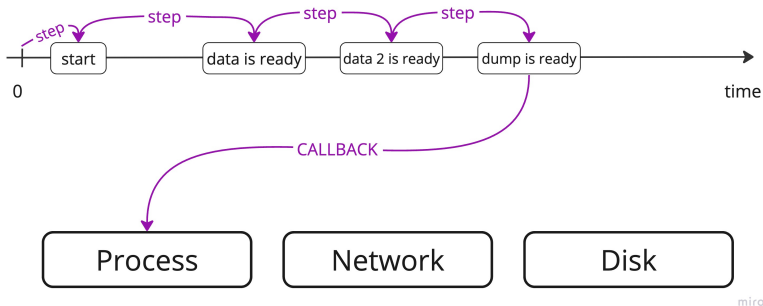 step
step
step
step
start
data is ready
data 2 is ready
dump is ready
0
time
CALLBACK
Process
Network
Disk
miro